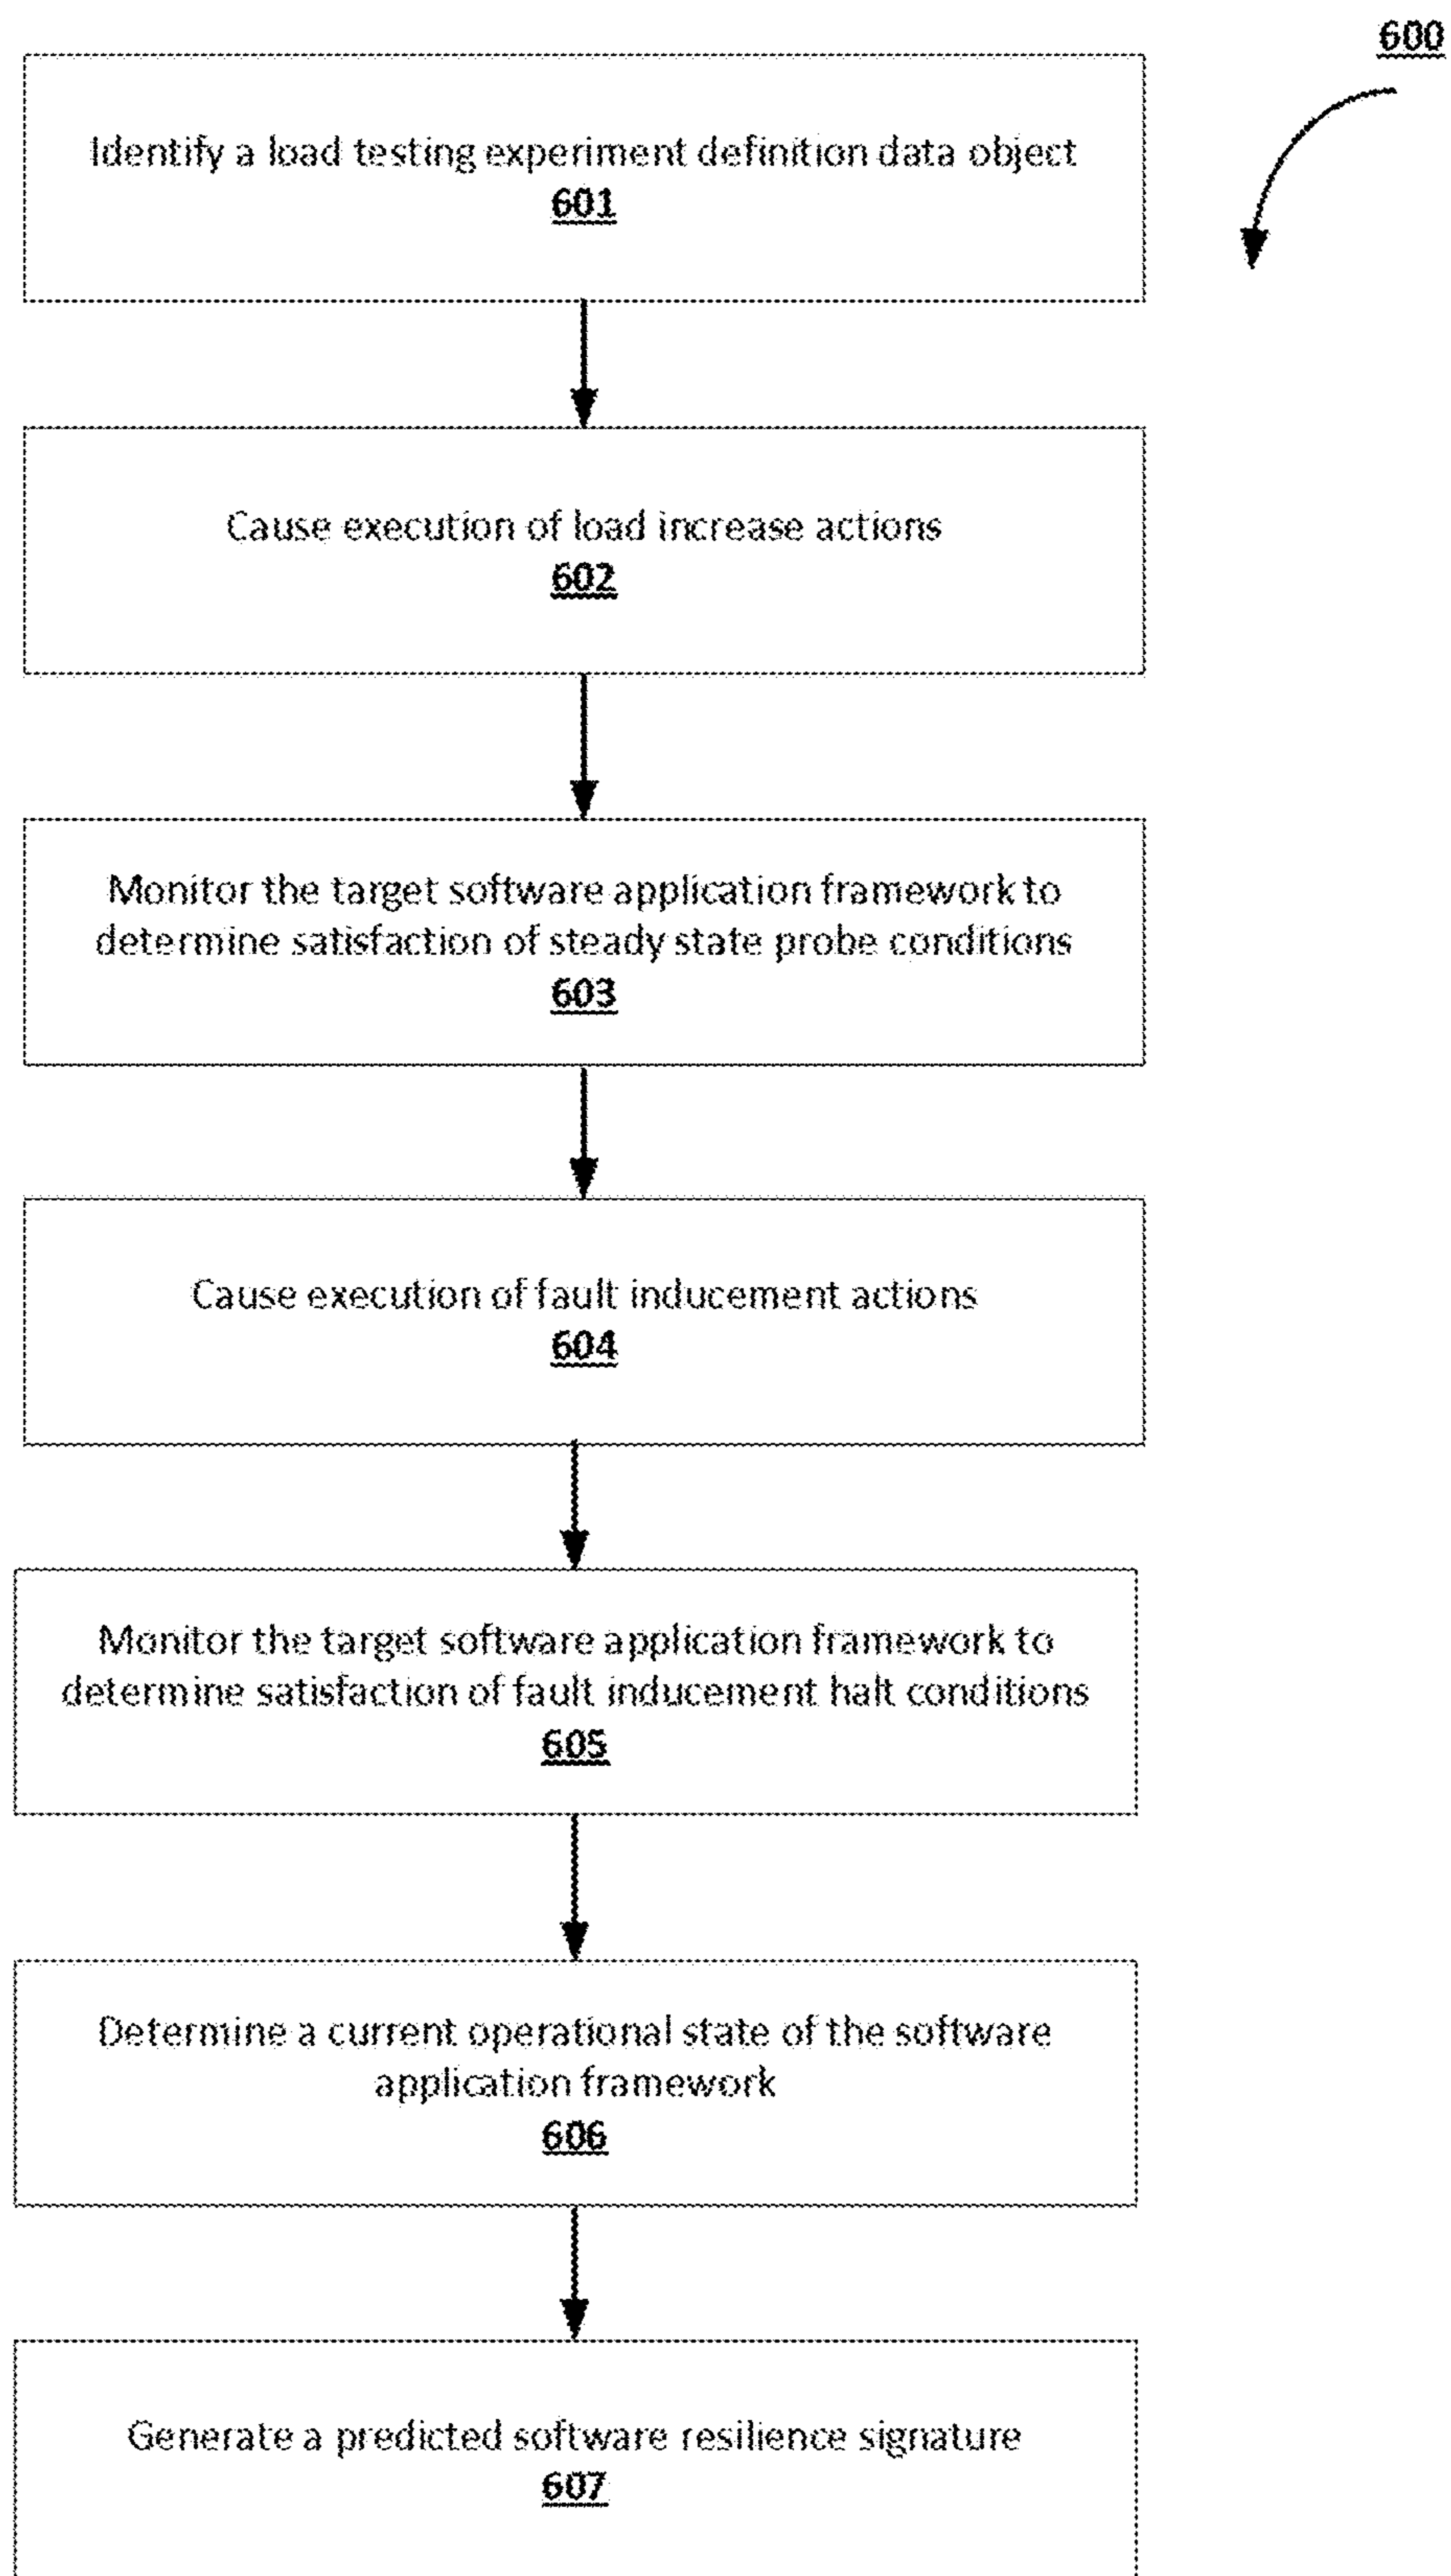 600
Identify a load testing experiment definition data object
601
Cause execution of load increase actions
602
Monitor the target software application framework to
determine satisfaction of steady state probe conditions
603
Cause execution of fault inducement actions
604
Monitor the target software application framework to
determine satisfaction of fault inducement halt conditions
605
Determine a current operational state of the software
application framework
606
Generate a predicted software resilience signature
607